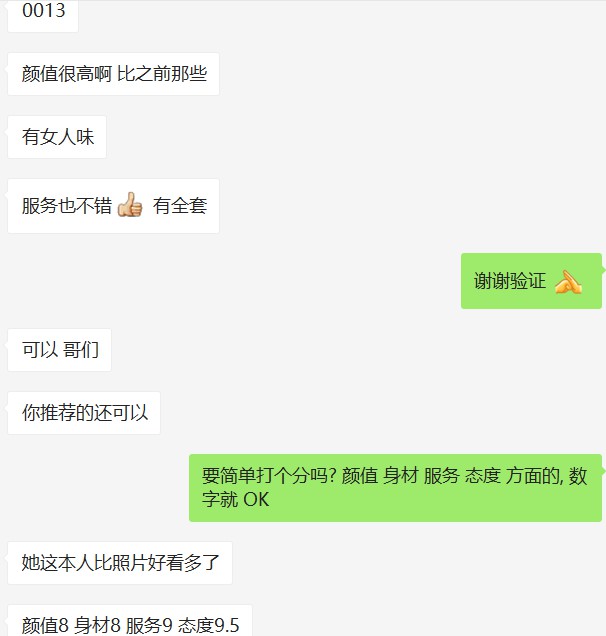 0013
颜值很高啊 比之前那些
有女人味
服务也不错 有全套
谢谢验证
可以 哥们
你推荐的还可以
要简单打个分吗? 颜值 身材 服务 态度 方面的, 数
字就 OK
她这本人比照片好看多了
颜值8 身材8 服务9 态度9.5